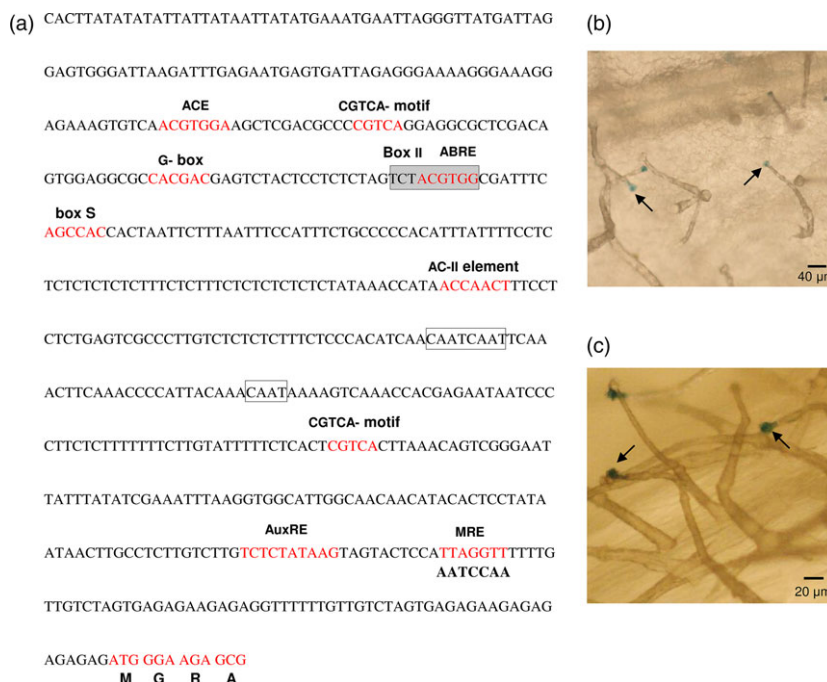 (a)
CACTTATATATATTATTATAATTATATGAAATGAATTAGGGTTATGATTAG
GAGTGGGATTAAGATTTGAGAATGAGTGATTAGAGGGAAAAGGGAAAGG
ACE CGTCA- motif
AGAAAGTGTCAACGTGGAAGCTCGACGCCCCGTCAGGAGGCGCTCGACA
G- box Box II ABRE
GTGGAGGCGCCACGACGAGTCTACTCCTCTCTAGTCTACGTGGCGATTTC
box S
AGCCACCACTAATTCTTTAATTTCCATTTCTGCCCCCACATTTATTTTCCTC
AC-II element
TCTCTCTCTCTTTCTCTTTCTCTCTCTCTCTATAAACCATAACCAACTTTCCT
CTCTGAGTCGCCCTTGTCTCTCTCTTTCTCCCACATCAACAATCAATTCAA
ACTTCAAACCCCATTACAAACAATAAAAGTCAAACCACGAGAATAATCCC
CGTCA- motif
CTTCTCTTTTTTTCTTGTATTTTTCTCACTCGTCACTTAAACAGTCGGGAAT
TATTTATATCGAAATTTAAGGTGGCATTGGCAACAACATACACTCCTATA
AuxRE MRE
ATAACTTGCCTCTTGTCTTGTCTCTATAAGTAGTACTCCATTAGGTTTTTTG
AATCCAA
TTGTCTAGTGAGAGAAGAGAGGTTTTTTGTTGTCTAGTGAGAGAAGAGAG
AGAGAGATG GGA AGA GCG
M G R A
(b)
40 µm
(c)
20 µm